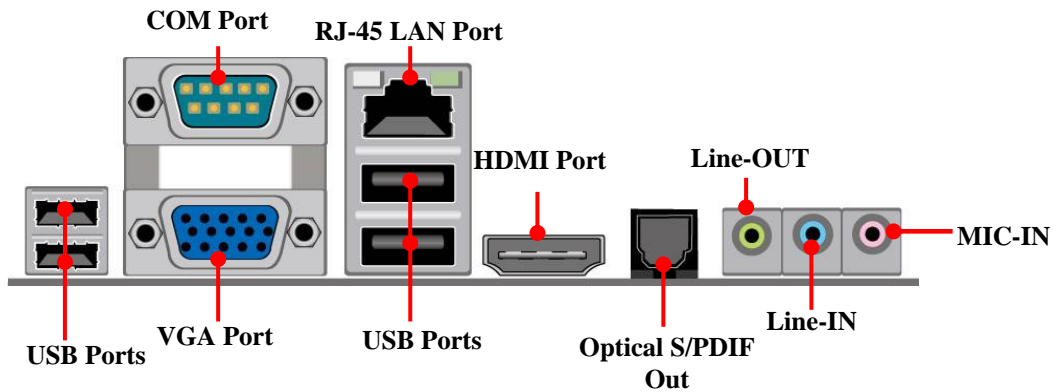 COM Port
RJ-45 LAN Port
HDMI Port
Line-OUT
MIC-IN
USB Ports
VGA Port
USB Ports
Optical S/PDIF
Out
Line-IN